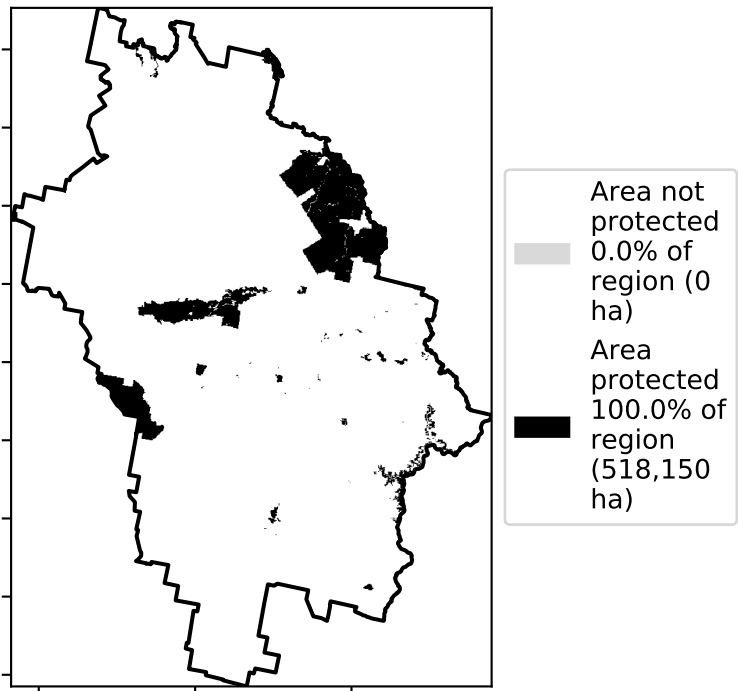 Area not
protected
0.0% of
region (0
ha)
Area
protected
100.0% of
region
(518,150
ha)